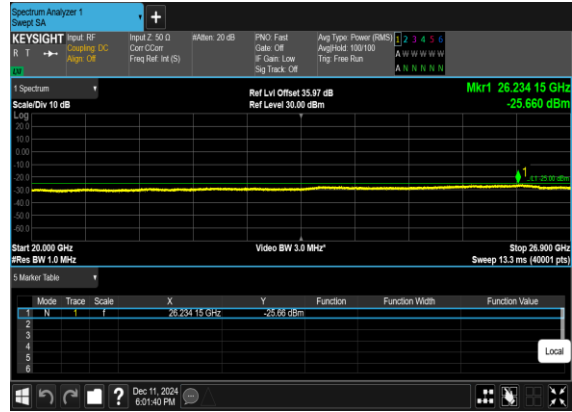 Spectrum Analyzer 1
Swept SA
KEYSIGHT Input: RF Input Z: 50 Ω #Atten: 20 dB PNO: Fast Avg Type: Power (RMS) 1 2 3 4 5 6
R T Coupling: DC Corr CCorr Gate: Off Avg|Hold: 100/100 A W W W W W
Align: Off Freq Ref: Int (S) IF Gain: Low Trig: Free Run
Sig Track: Off A N N N N N
1 Spectrum Ref Lvl Offset 35.97 dB Mkr1 26.234 15 GHz
Scale/Div 10 dB Ref Level 30.00 dBm -25.660 dBm
Log
20.0
10.0
0.00
-10.0
-20.0
-30.0
-40.0
-50.0
-60.0
1
DL1 -25.00 dBm
Start 20.000 GHz Video BW 3.0 MHz* Stop 26.900 GHz
#Res BW 1.0 MHz Sweep 13.3 ms (40001 pts)
5 Marker Table
Mode Trace Scale X Y Function Function Width Function Value
1 N 1 f 26.234 15 GHz -25.66 dBm
2
3
4
5
6
Local
? Dec 11, 2024
6:01:40 PM